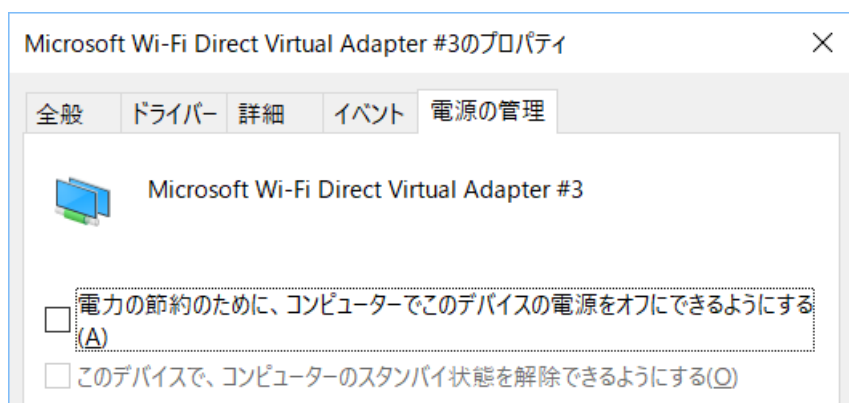 Microsoft Wi-Fi Direct Virtual Adapter #3のプロパティ
全般 ドライバー 詳細 イベント 電源の管理
Microsoft Wi-Fi Direct Virtual Adapter #3
電力の節約のために、コンピューターでこのデバイスの電源をオフにできるようにする
(A)
このデバイスで、コンピューターのスタンバイ状態を解除できるようにする(O)